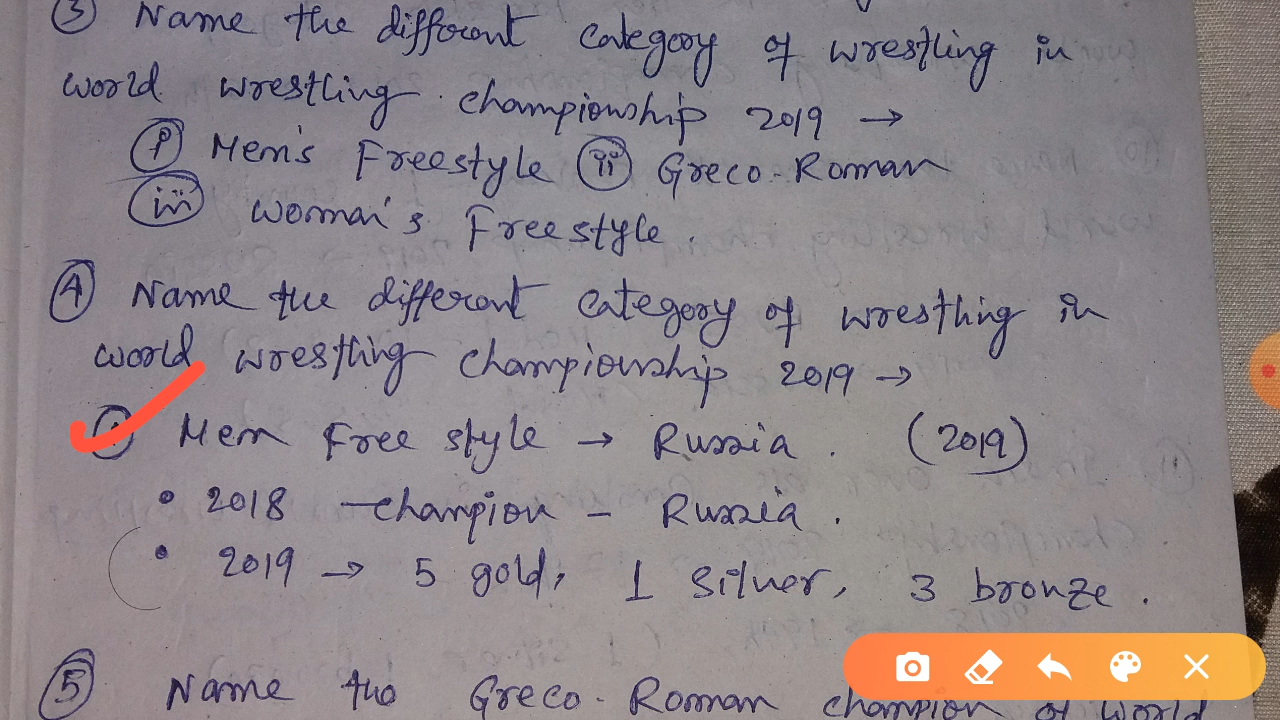 ③ Name the different category of wrestling in
world wrestling championship 2019 →
(i) Men's Freestyle (ii) Greco-Roman
(iii) woman's Freestyle.
④ Name the different category of wresthing in
world wrestling championship 2019 →
Men Free style → Russia. (2019)
• 2018 - champion - Russia.
• 2019 → 5 gold, 1 silver, 3 bronze.
⑤ Name the Greco-Roman champion of world